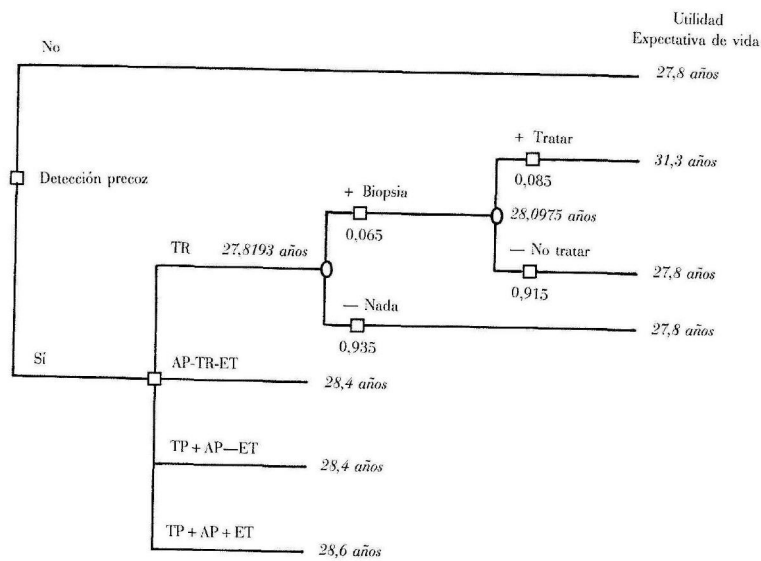 Utilidad
Expectativa de vida
No
27,8 años
+ Tratar
31,3 años
0,085
Detección precoz
+ Biopsia
28,0975 años
0,065
TR
27,8193 años
— No tratar
27,8 años
0,915
— Nada
27,8 años
0,935
Sí
AP-TR-ET
28,4 años
TP + AP—ET
28,4 años
TP + AP + ET
28,6 años